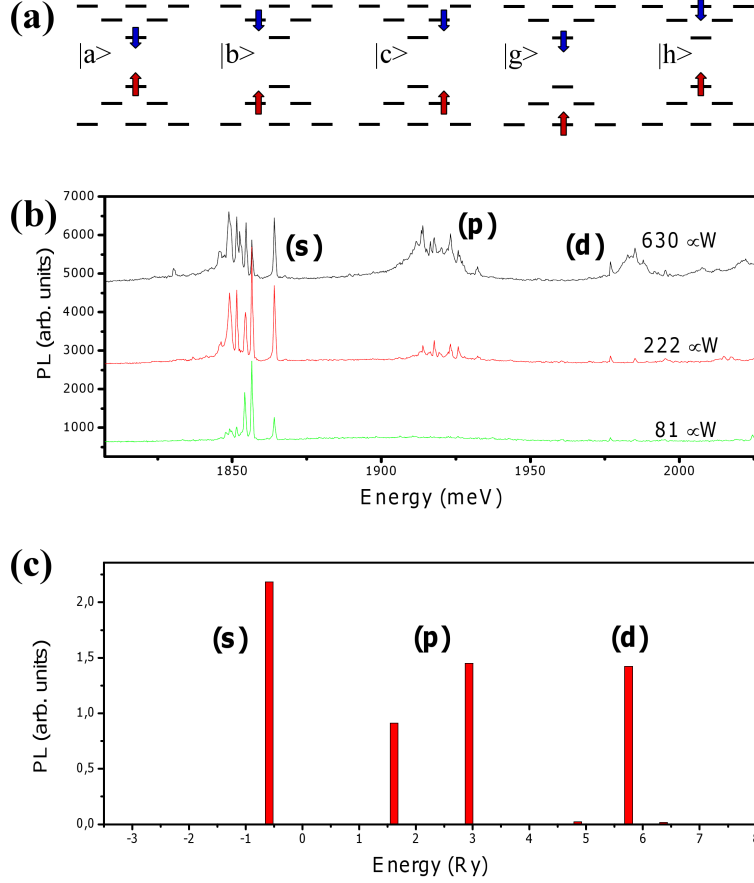 (a)
|a> |b> |c> |g> |h>
(b)
7000
6000
5000
4000
3000
2000
1000
PL (arb. units)
(s) (p) (d)
630 ∝W
222 ∝W
81 ∝W
1850 1900 1950 2000
Energy (meV)
(c)
2,0
1,5
1,0
0,5
0,0
PL (arb. units)
(s) (p) (d)
-3 -2 -1 0 1 2 3 4 5 6 7 8
Energy (Ry)